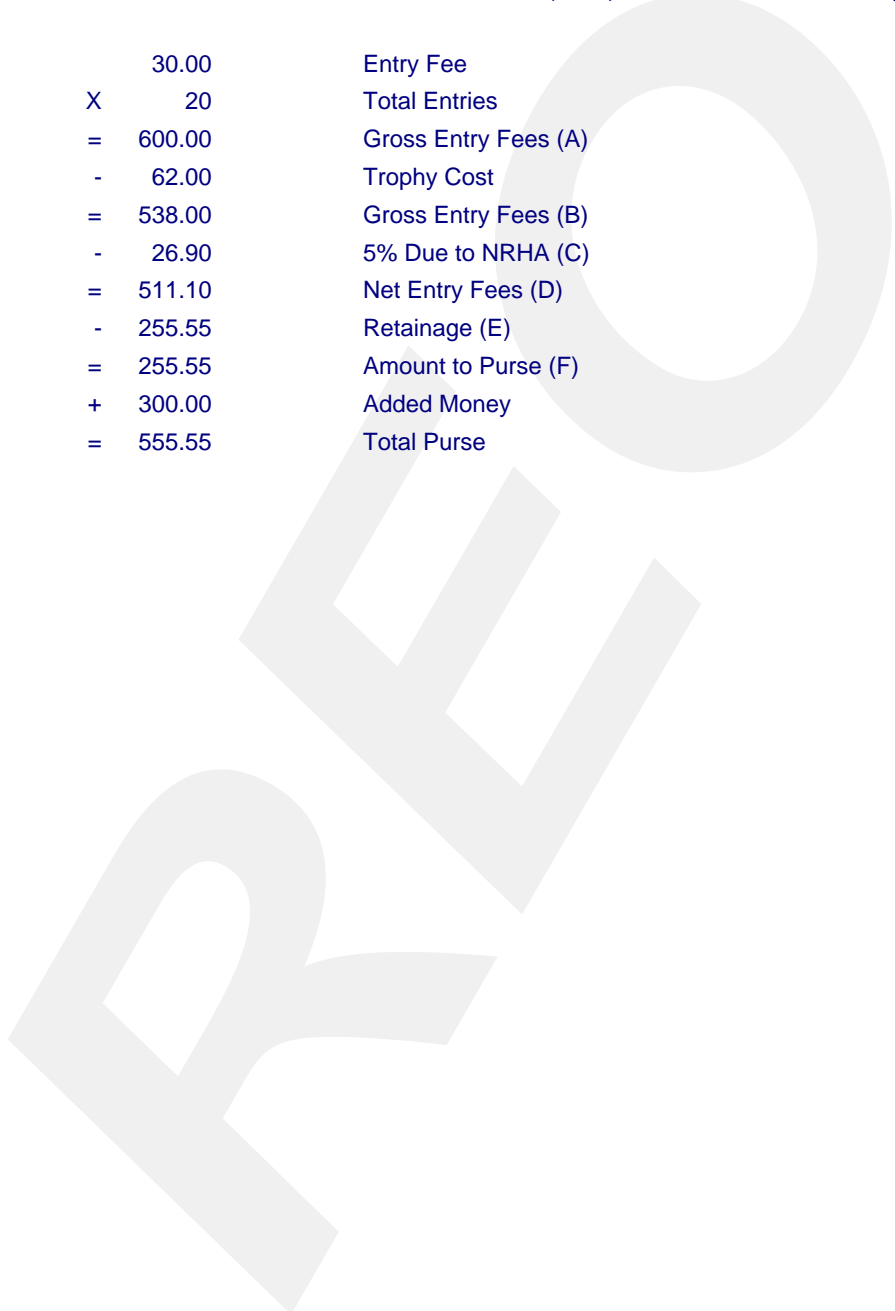 30.00 Entry Fee
X 20 Total Entries
= 600.00 Gross Entry Fees (A)
- 62.00 Trophy Cost
= 538.00 Gross Entry Fees (B)
- 26.90 5% Due to NRHA (C)
= 511.10 Net Entry Fees (D)
- 255.55 Retainage (E)
= 255.55 Amount to Purse (F)
+ 300.00 Added Money
= 555.55 Total Purse
REO